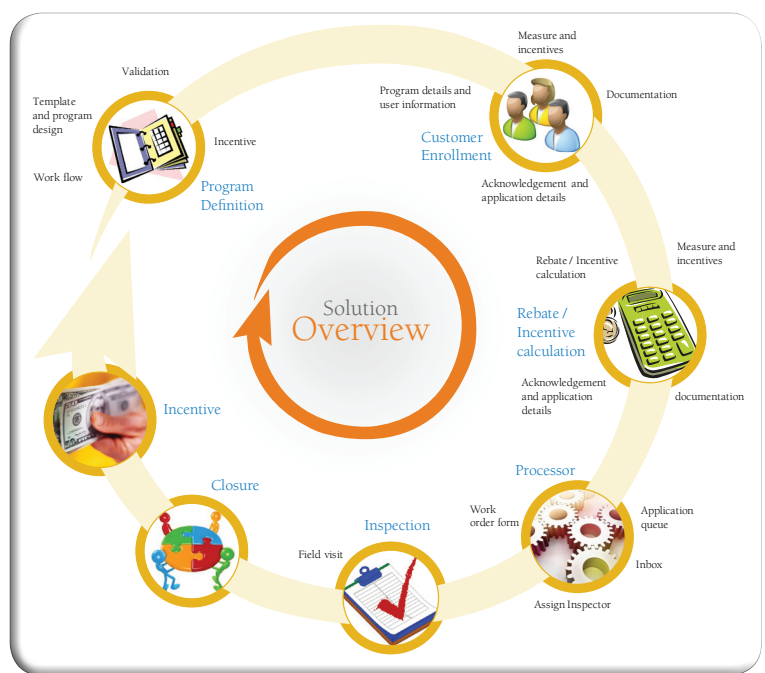 Validation
Template
and program
design
Incentive
Work flow
Program
Definition
Measure and
incentives
Program details and
user information
Documentation
Customer
Enrollment
Acknowledgement and
application details
Measure and
incentives
Rebate / Incentive
calculation
Rebate /
Incentive
calculation
Acknowledgement
and application
details
documentation
Solution
Overview
Processor
Work
order form
Application
queue
Inbox
Assign Inspector
Inspection
Field visit
Closure
Incentive